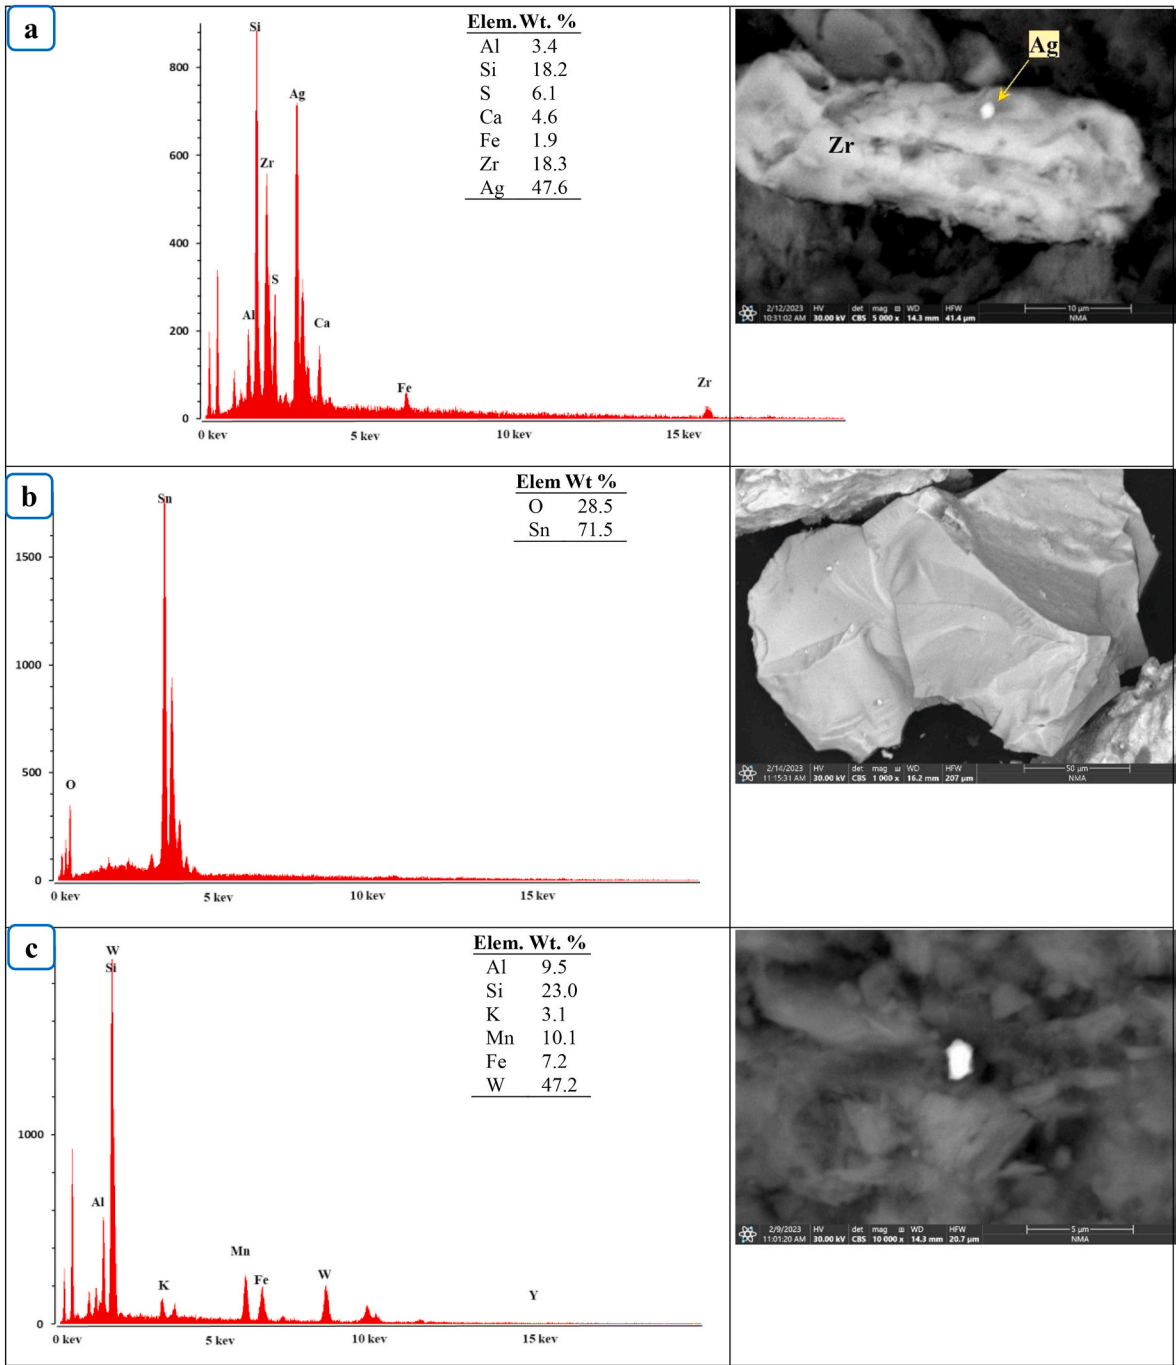 a
Si
Ag
Zr
S
Al
Ca
Fe
Zr
800
600
400
200
0
0 kev 5 kev 10 kev 15 kev
Elem. Wt. %
Al 3.4
Si 18.2
S 6.1
Ca 4.6
Fe 1.9
Zr 18.3
Ag 47.6
Ag
Zr
2/12/2023 HV det mag WD HFW 10 µm
10:31:02 AM 30.00 kV CBS 5 000 x 14.3 mm 41.4 µm NMA
b
Sn
O
1500
1000
500
0
0 kev 5 kev 10 kev 15 kev
Elem Wt %
O 28.5
Sn 71.5
2/14/2023 HV det mag WD HFW 50 µm
11:15:31 AM 30.00 kV CBS 1 000 x 16.2 mm 207 µm NMA
c
W
Si
Al
K
Mn
Fe
W
Y
1000
0
0 kev 5 kev 10 kev 15 kev
Elem. Wt. %
Al 9.5
Si 23.0
K 3.1
Mn 10.1
Fe 7.2
W 47.2
2/9/2023 HV det mag WD HFW 5 µm
11:01:20 AM 30.00 kV CBS 10 000 x 14.3 mm 20.7 µm NMA